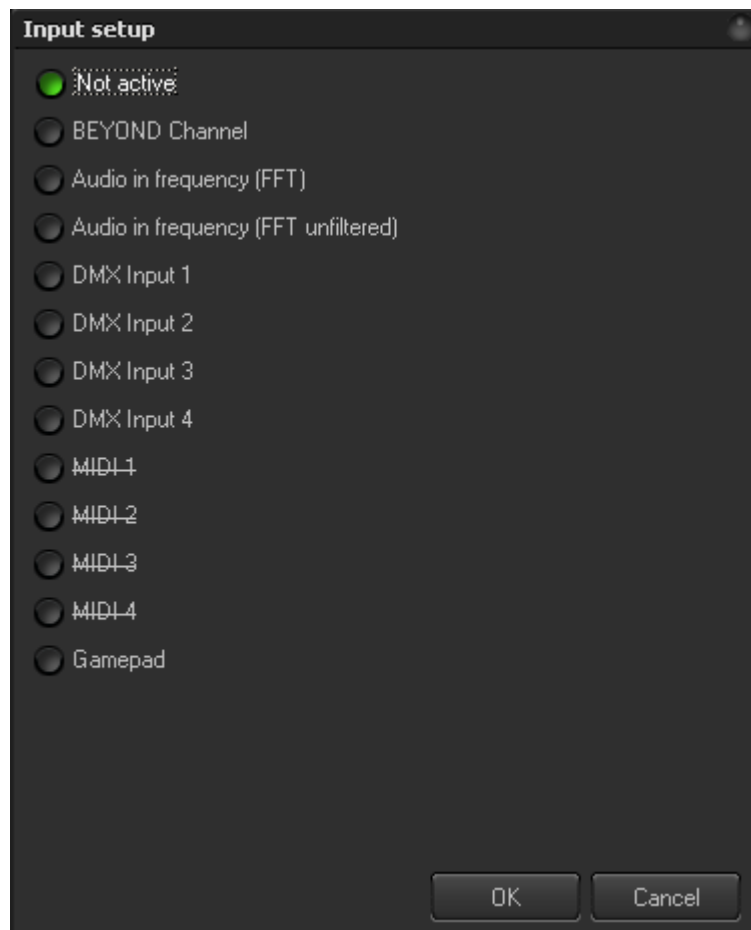 Input setup
Not active
BEYOND Channel
Audio in frequency (FFT)
Audio in frequency (FFT unfiltered)
DMX Input 1
DMX Input 2
DMX Input 3
DMX Input 4
MIDI 1
MIDI 2
MIDI 3
MIDI 4
Gamepad
OK Cancel